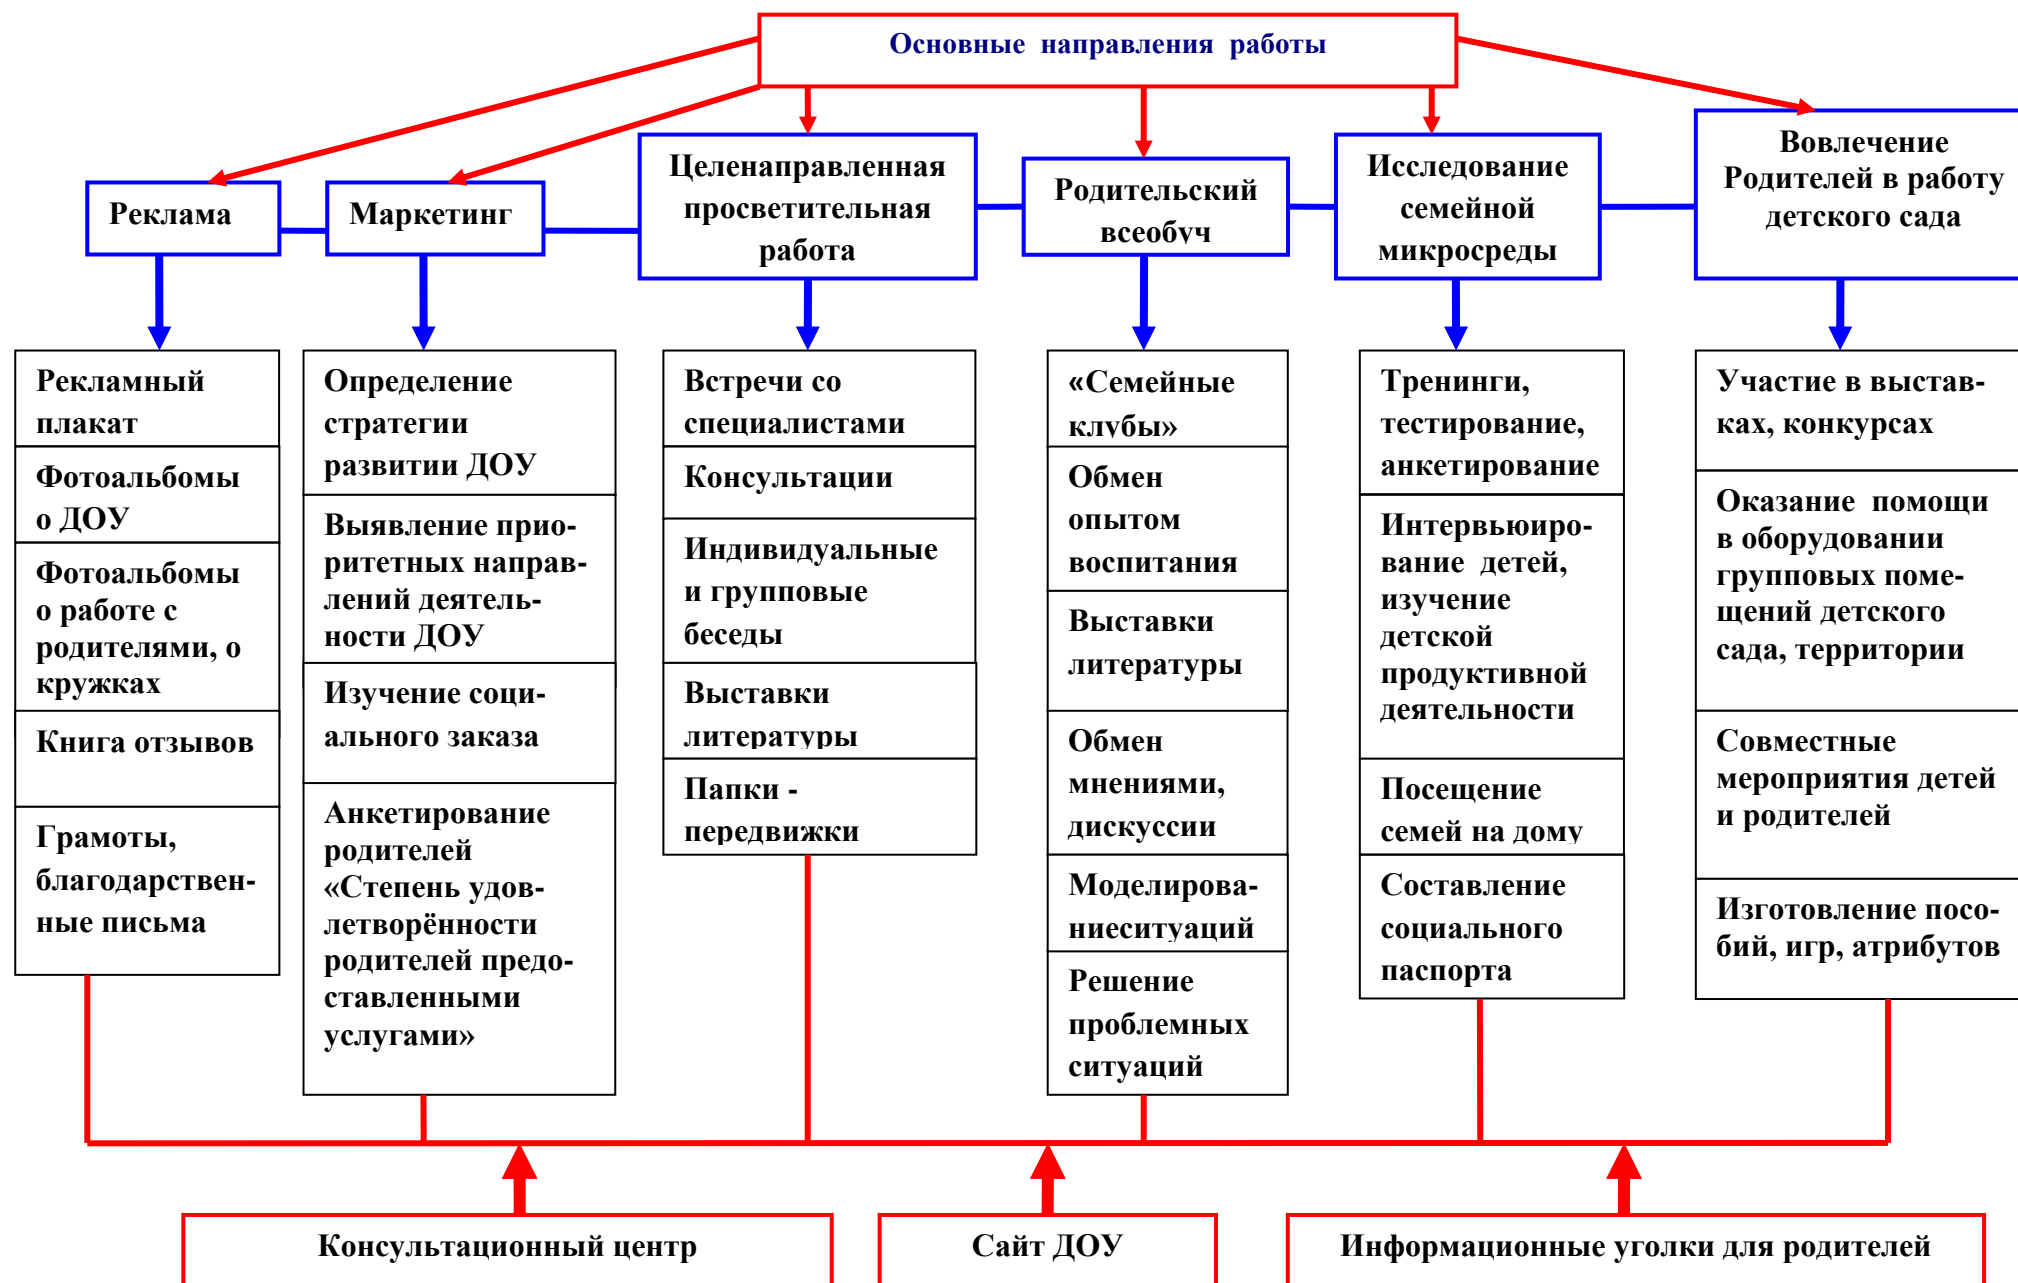 Основные направления работы
Реклама
Маркетинг
Целенаправленная
просветительная
работа
Родительский
всеобуч
Исследование
семейной
микросреды
Вовлечение
Родителей в работу
детского сада
Рекламный
плакат
Фотоальбомы
о ДОУ
Фотоальбомы
о работе с
родителями, о
кружках
Книга отзывов
Грамоты,
благодарствен-
ные письма
Определение
стратегии
развитии ДОУ
Выявление прио-
ритетных направ-
лений деятель-
ности ДОУ
Изучение соци-
ального заказа
Анкетирование
родителей
«Степень удов-
летворённости
родителей предо-
ставленными
услугами»
Встречи со
специалистами
Консультации
Индивидуальные
и групповые
беседы
Выставки
литературы
Папки -
передвижки
«Семейные
клубы»
Обмен
опытом
воспитания
Выставки
литературы
Обмен
мнениями,
дискуссии
Моделирова-
ниеситуаций
Решение
проблемных
ситуаций
Тренинги,
тестирование,
анкетирование
Интервьюиро-
вание детей,
изучение
детской
продуктивной
деятельности
Посещение
семей на дому
Составление
социального
паспорта
Участие в выстав-
ках, конкурсах
Оказание помощи
в оборудовании
групповых поме-
щений детского
сада, территории
Совместные
мероприятия детей
и родителей
Изготовление посо-
бий, игр, атрибутов
Консультационный центр
Сайт ДОУ
Информационные уголки для родителей